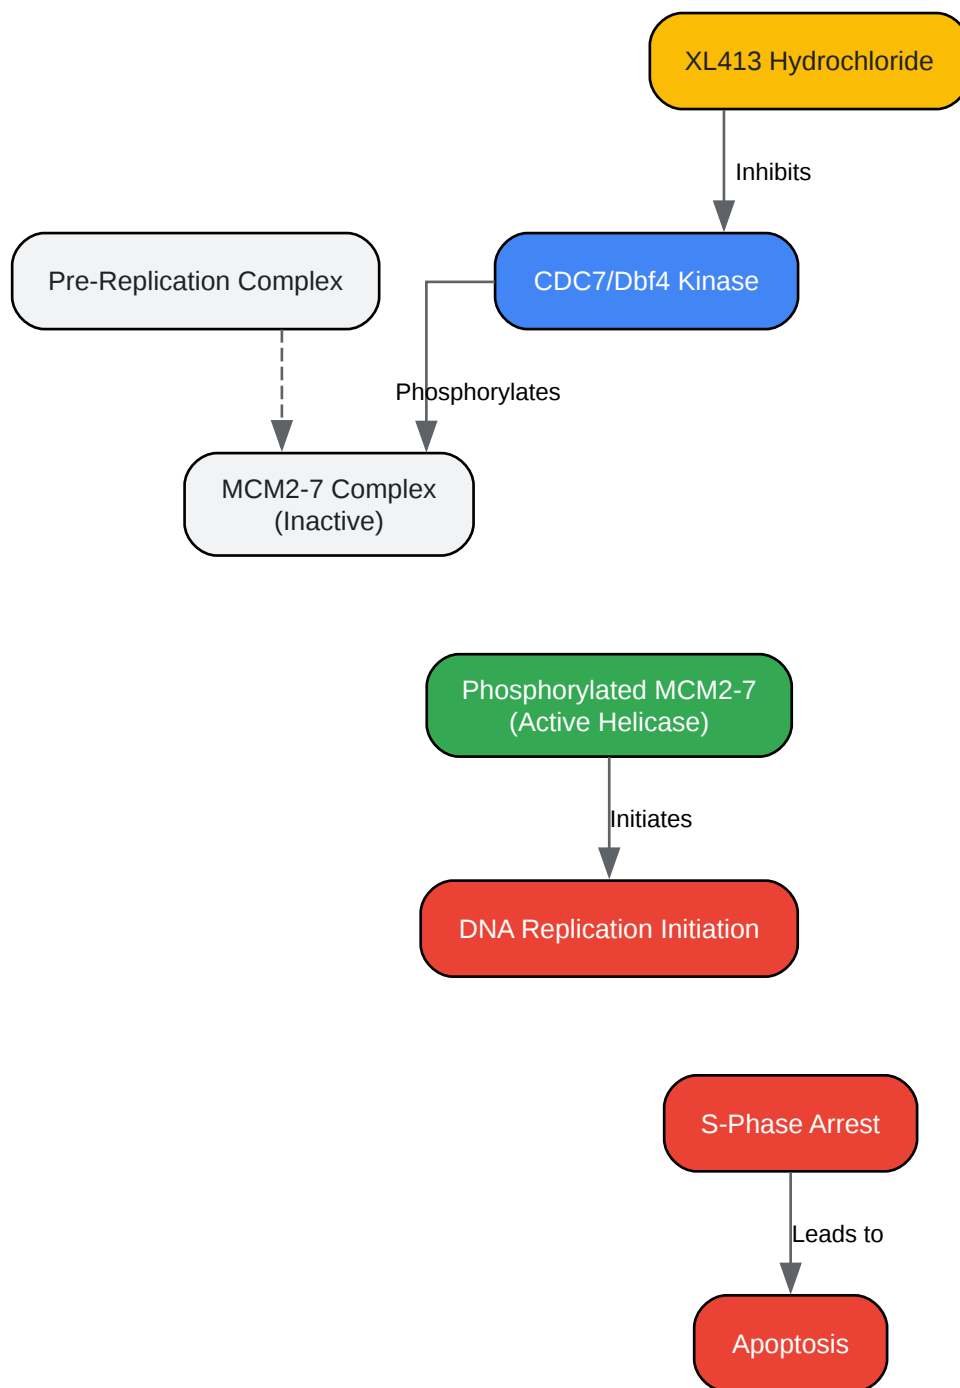 XL413 Hydrochloride
Inhibits
Pre-Replication Complex
CDC7/Dbf4 Kinase
Phosphorylates
MCM2-7 Complex
(Inactive)
Phosphorylated MCM2-7
(Active Helicase)
Initiates
DNA Replication Initiation
S-Phase Arrest
Leads to
Apoptosis